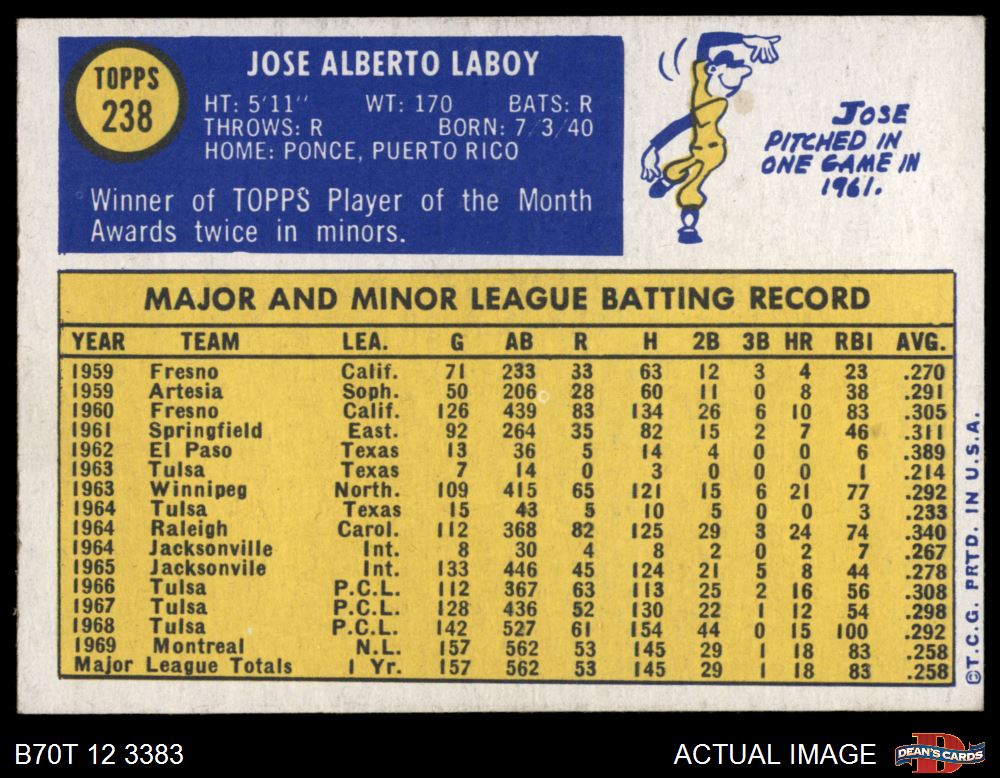 TOPPS
238
JOSE ALBERTO LABOY
HT: 5'11" WT: 170 BATS: R
THROWS: R BORN: 7/3/40
HOME: PONCE, PUERTO RICO
Winner of TOPPS Player of the Month
Awards twice in minors.
JOSE
PITCHED IN
ONE GAME IN
1961.
MAJOR AND MINOR LEAGUE BATTING RECORD
YEAR TEAM LEA. G AB R H 2B 3B HR RBI AVG.
1959 Fresno Calif. 71 233 33 63 12 3 4 23 .270
1959 Artesia Soph. 50 206 28 60 11 0 8 38 .291
1960 Fresno Calif. 126 439 83 134 26 6 10 83 .305
1961 Springfield East. 92 264 35 82 15 2 7 46 .311
1962 El Paso Texas 13 36 5 14 4 0 0 6 .389
1963 Tulsa Texas 7 14 0 3 0 0 0 1 .214
1963 Winnipeg North. 109 415 65 121 15 6 21 77 .292
1964 Tulsa Texas 15 43 5 10 5 0 0 3 .233
1964 Raleigh Carol. 112 368 82 125 29 3 24 74 .340
1964 Jacksonville Int. 8 30 4 8 2 0 2 7 .267
1965 Jacksonvile Int. 133 446 45 124 21 5 8 44 .278
1966 Tulsa P.C.L. 112 367 63 113 25 2 16 56 .308
1967 Tulsa P.C.L. 128 436 52 130 22 1 12 54 .298
1968 Tulsa P.C.L. 142 527 61 154 44 0 15 100 .292
1969 Montreal N.L. 157 562 53 145 29 1 18 83 .258
Major League Totals 1 Yr. 157 562 53 145 29 1 18 83 .258
©T.C.G. PRTD. IN U.S.A.
B70T 12 3383
ACTUAL IMAGE
DEAN'S CARDS